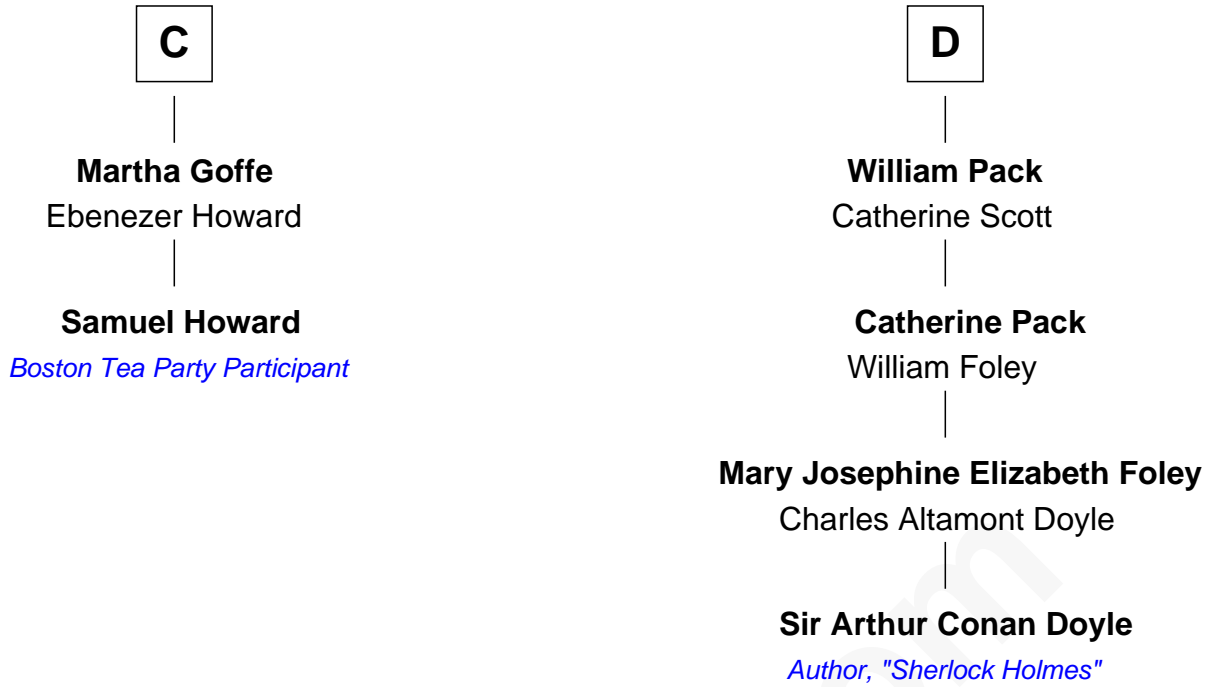 C
Martha Goffe
Ebenezer Howard
Samuel Howard
Boston Tea Party Participant
D
William Pack
Catherine Scott
Catherine Pack
William Foley
Mary Josephine Elizabeth Foley
Charles Altamont Doyle
Sir Arthur Conan Doyle
Author, "Sherlock Holmes"